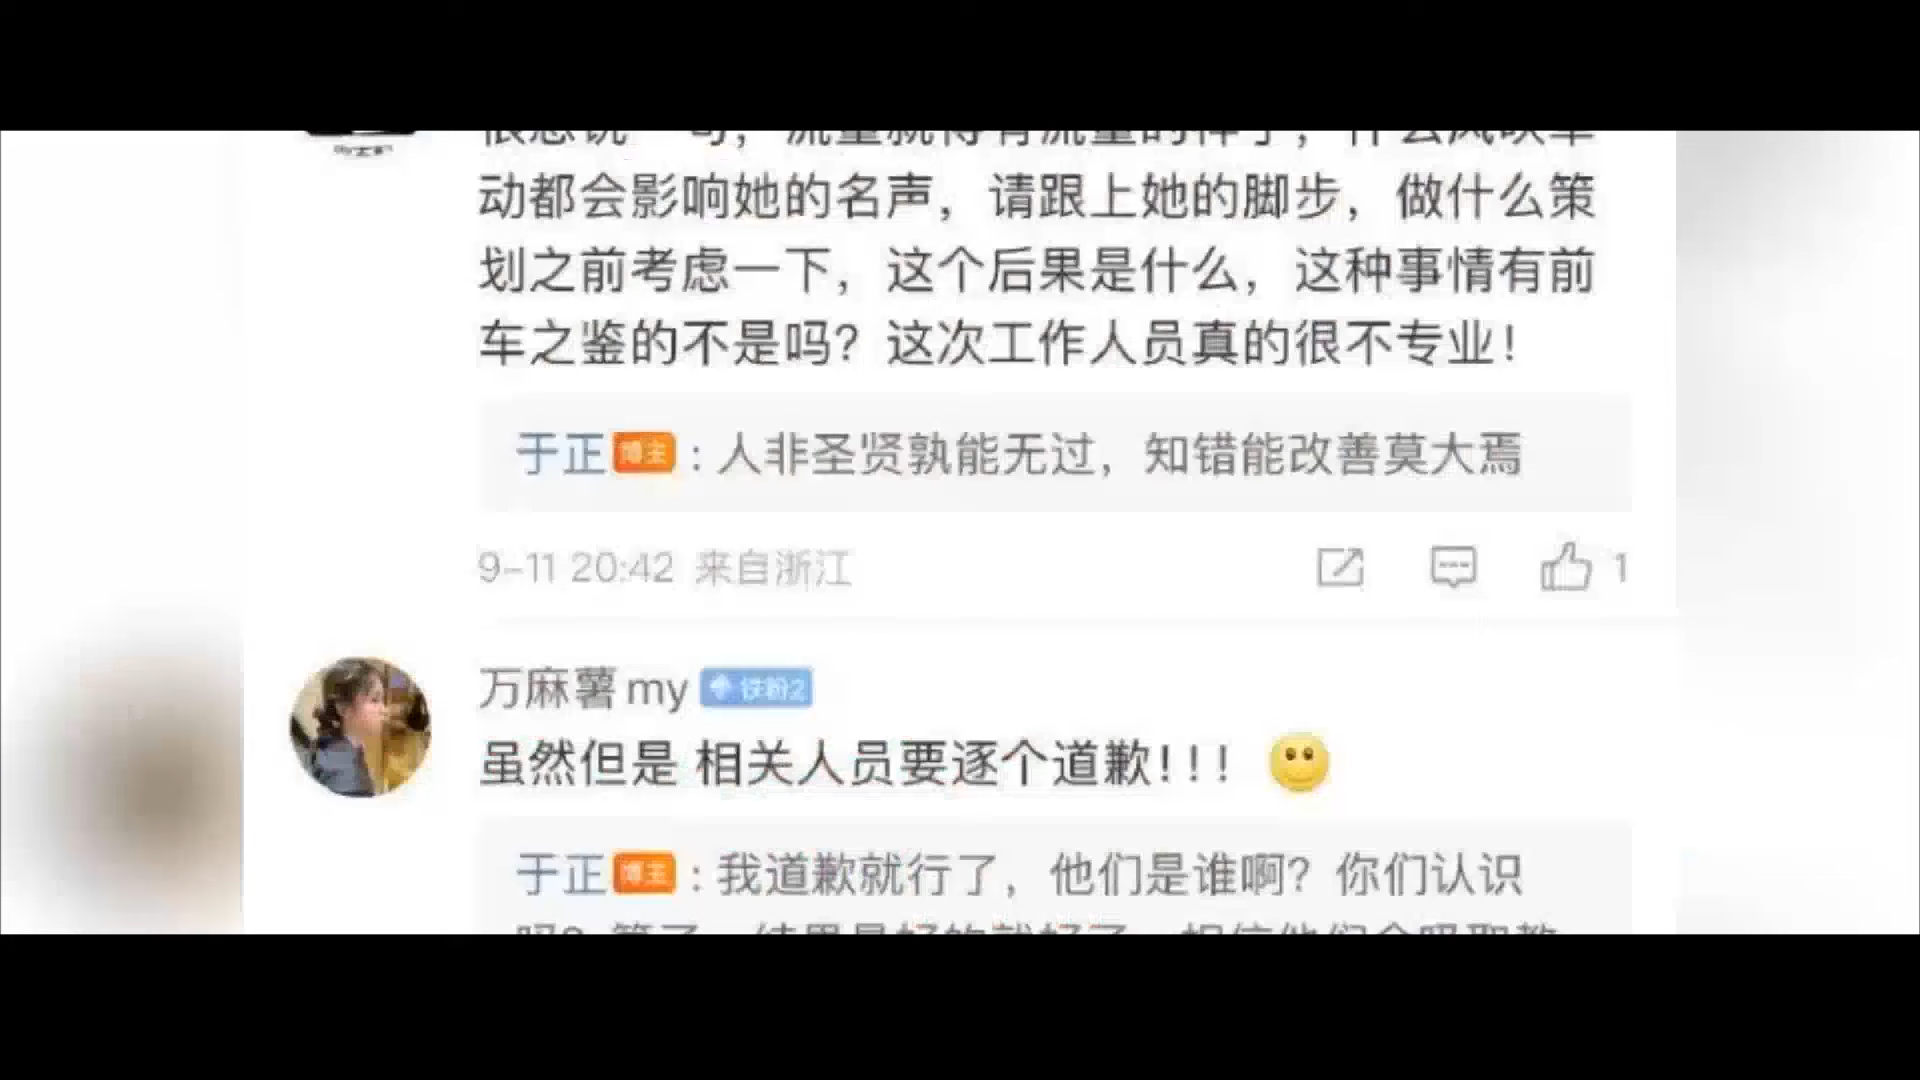 动都会影响她的名声，请跟上她的脚步，做什么策
划之前考虑一下，这个后果是什么，这种事情有前
车之鉴的不是吗？这次工作人员真的很不专业！
于正 博主：人非圣贤孰能无过，知错能改善莫大焉
9-11 20:42 来自浙江
1
万麻薯my 铁粉2
虽然但是 相关人员要逐个道歉！！！
于正 博主：我道歉就行了，他们是谁啊？你们认识